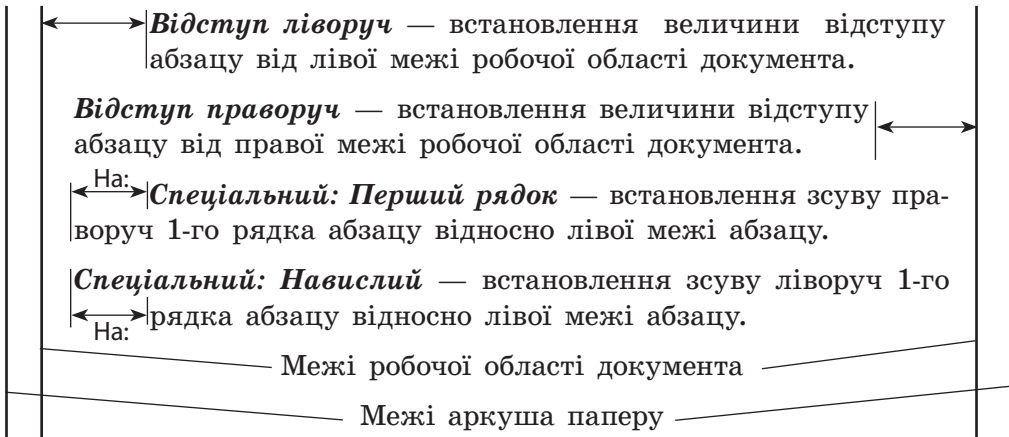 Відступ ліворуч — встановлення величини відступу
абзацу від лівої межі робочої області документа.
Відступ праворуч — встановлення величини відступу
абзацу від правої межі робочої області документа.
На:
Спеціальний: Перший рядок — встановлення зсуву пра-
воруч 1-го рядка абзацу відносно лівої межі абзацу.
Спеціальний: Навислий — встановлення зсуву ліворуч 1-го
рядка абзацу відносно лівої межі абзацу.
На:
Межі робочої області документа
Межі аркуша паперу